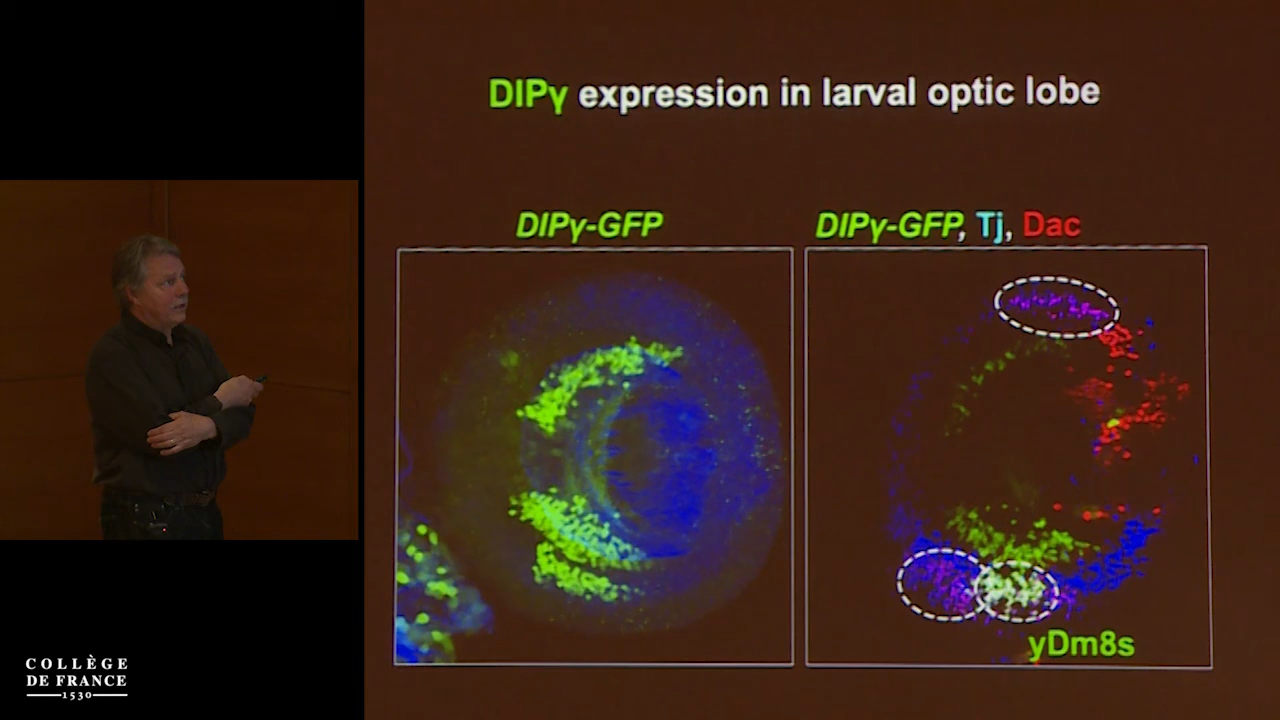 DIPγ expression in larval optic lobe
DIPγ-GFP
DIPγ-GFP, Tj, Dac
yDm8s
COLLÈGE
DE FRANCE
1530